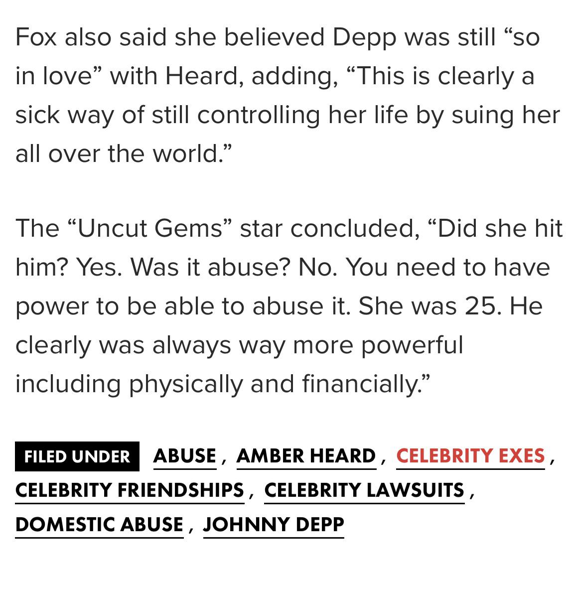 Fox also said she believed Depp was still “so
in love” with Heard, adding, “This is clearly a
sick way of still controlling her life by suing her
all over the world.”
The “Uncut Gems” star concluded, “Did she hit
him? Yes. Was it abuse? No. You need to have
power to be able to abuse it. She was 25. He
clearly was always way more powerful
including physically and financially.”
FILED UNDER ABUSE , AMBER HEARD , CELEBRITY EXES ,
CELEBRITY FRIENDSHIPS , CELEBRITY LAWSUITS ,
DOMESTIC ABUSE , JOHNNY DEPP